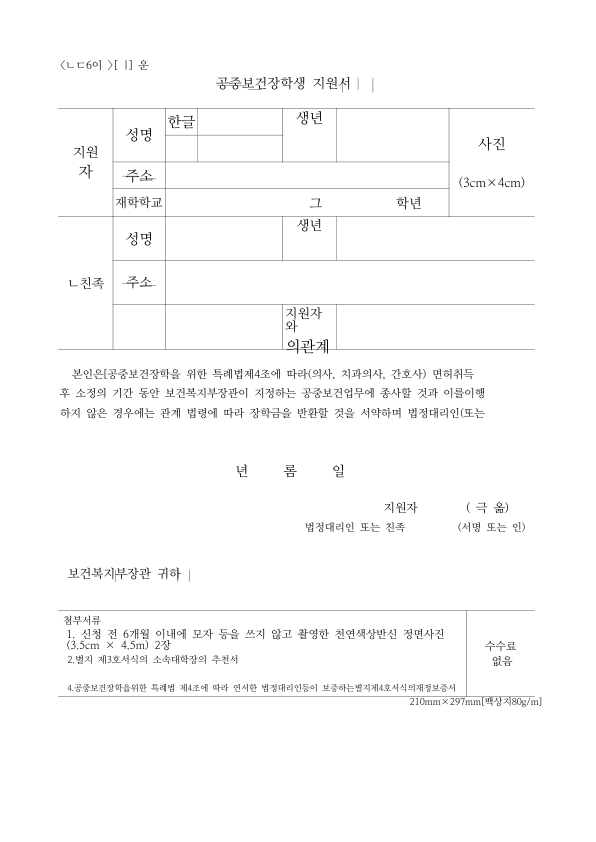 〈ㄴㄷ6이 〉[ ㅣ] 운
공중보건장학생 지원서
지원
자
성명
한글
생년
사진
(3cm×4cm)
주소
재학학교
그 학년
ㄴ친족
성명
생년
주소
지원자
와
의관계
본인은[공중보건장학을 위한 특례법제4조에 따라(의사, 치과의사, 간호사) 면허취득
후 소정의 기간 동안 보건복지부장관이 지정하는 공중보건업무에 종사할 것과 이를이행
하지 않은 경우에는 관계 법령에 따라 장학금을 반환할 것을 서약하며 법정대리인(또는
년 롬 일
지원자 ( 극 옮)
법정대리인 또는 친족 (서명 또는 인)
보건복지부장관 귀하
첨부서류
1. 신청 전 6개월 이내에 모자 등을 쓰지 않고 촬영한 천연색상반신 정면사진
(3.5cm × 4.5m) 2장
2.별지 제3호서식의 소속대학장의 추천서
4.공중보건장학을위한 특례법 제4조에 따라 연서한 법정대리인등이 보증하는별지제4호서식의재정보증서
수수료
없음
210mm×297mm[백상지80g/m]